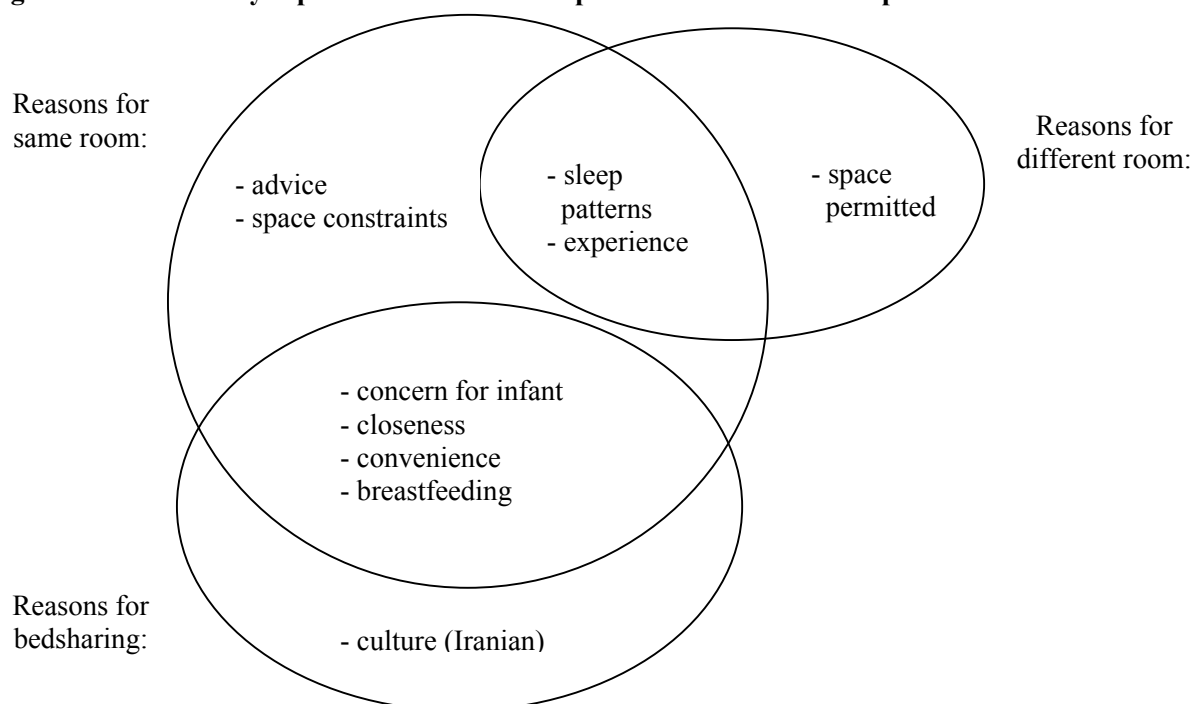 Reasons for
same room:
- advice
- space constraints
- sleep
patterns
- experience
- space
permitted
Reasons for
different room:
- concern for infant
- closeness
- convenience
- breastfeeding
Reasons for
bedsharing:
- culture (Iranian)